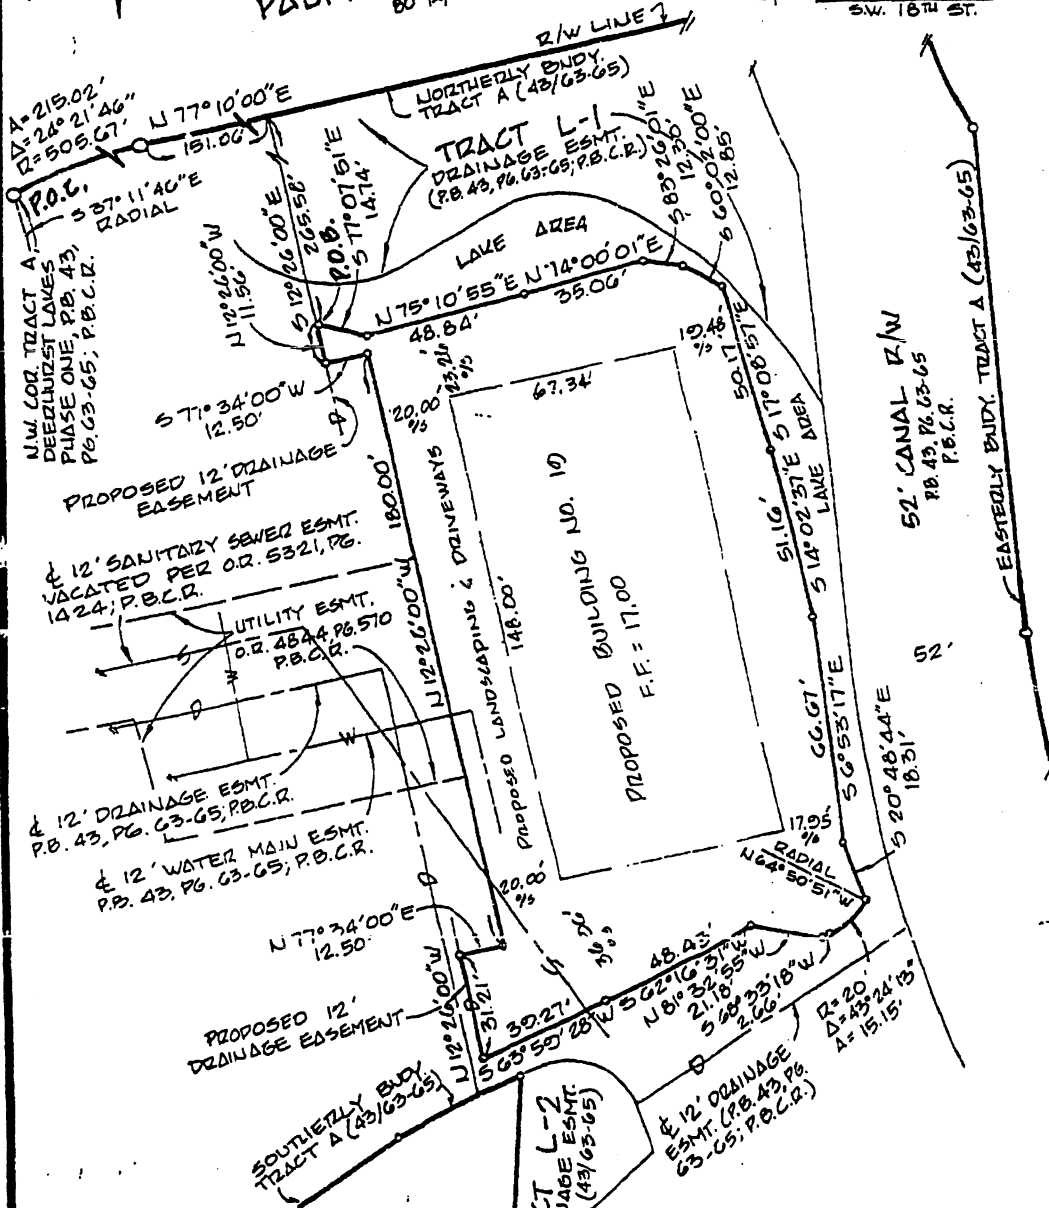 S.W. 18TH ST.
R/W LINE
NORTHERLY BNDY.
TRACT A (43/63-65)
A=215.02'
Δ=24°21'46"
R=505.67'
N 77°10'00"E
151.06'
P.O.C.
S 37°11'46"E
RADIAL
N.W. COR. TRACT A,
DEERHURST LAKES
PHASE ONE, P.B. 43,
PG. 63-65; P.B.C.R.
S 12°26'00"E
265.58'
P.O.B.
S 77°07'51"E
14.74'
TRACT L-1
DRAINAGE ESMT.
(P.B. 43, PG. 63-65; P.B.C.R.)
S 83°26'01"E
12.30'
S 60°02'00"E
12.85'
LAKE AREA
N 12°26'00"W
11.56'
N 75°10'55"E
48.84'
N 74°00'01"E
35.06'
S 77°34'00"W
12.50'
D
PROPOSED 12' DRAINAGE
EASEMENT
20.00'
o/s
23.26'
o/s
67.34'
19.48'
o/s
50.17'
S 17°08'57"E
52' CANAL R/W
P.B. 43, PG. 63-65
P.B.C.R.
EASTERLY BNDY. TRACT A (43/63-65)
52'
¢ 12' SANITARY SEWER ESMT.
VACATED PER O.R. 5321, PG.
1424; P.B.C.R.
UTILITY ESMT.
O.R. 4844, PG. 570
P.B.C.R.
S
W
D
W
180.00'
N 12°26'00"W
PROPOSED LANDSCAPING & DRIVEWAYS
148.00'
PROPOSED BUILDING NO. 19
F.F. = 17.00
51.16'
S 14°02'37"E
LAKE AREA
66.67'
S 6°53'17"E
S 20°48'44"E
18.31'
¢ 12' DRAINAGE ESMT.
P.B. 43, PG. 63-65; P.B.C.R.
¢ 12' WATER MAIN ESMT.
P.B. 43, PG. 63-65; P.B.C.R.
D
20.00'
o/s
17.95'
o/s
RADIAL
N 64°50'51"W
N 77°34'00"E
12.50'
PROPOSED 12'
DRAINAGE EASEMENT
N 12°26'00"W
31.21'
S
W
30.27'
S 63°59'28"W
48.43'
S 62°16'31"W
N 81°32'55"W
21.18'
S 68°33'18"W
2.66'
R=20'
Δ=43°24'13"
A=15.15'
D
¢ 12' DRAINAGE
ESMT. (P.B. 43, PG.
63-65; P.B.C.R.)
SOUTHERLY BNDY.
TRACT A (43/63-65)
L-2
ESMT.
(43/63-65)